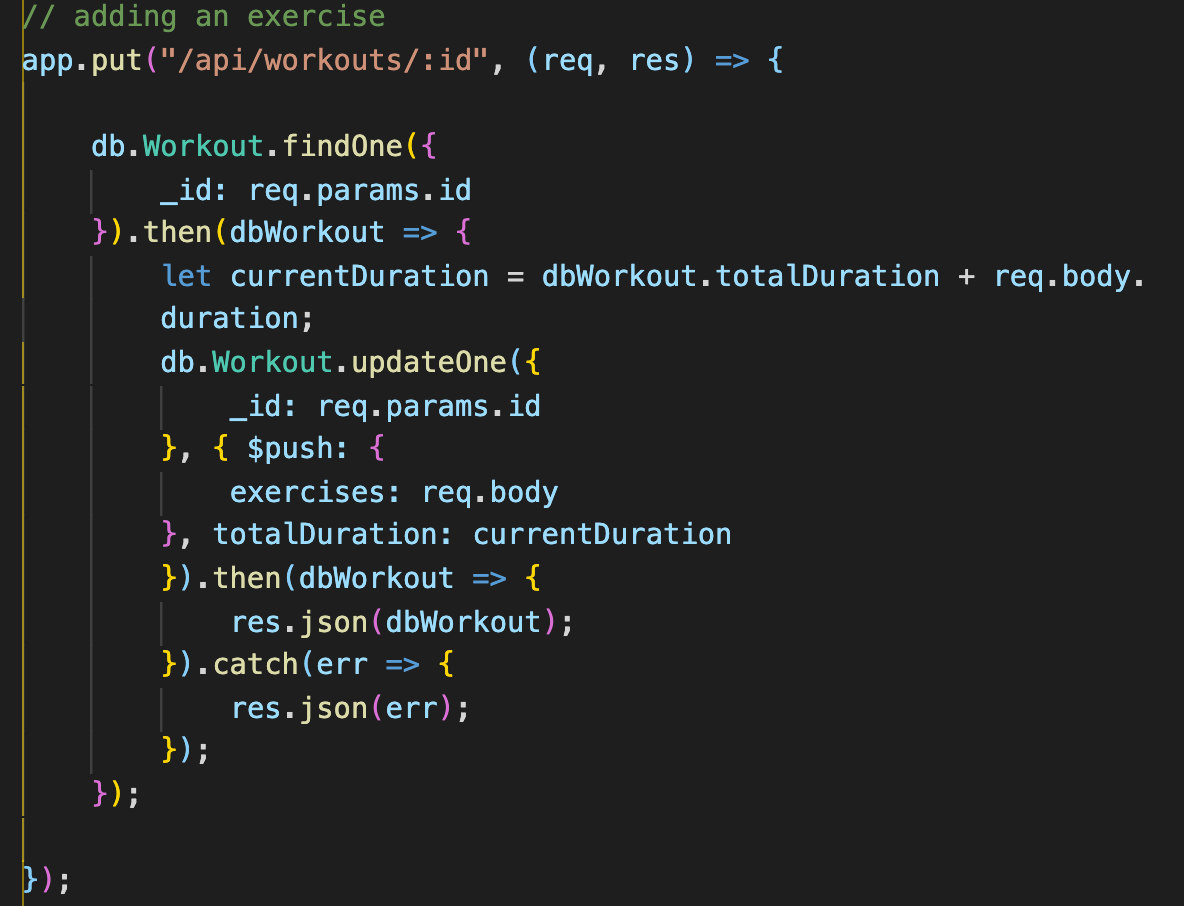 // adding an exercise
app.put("/api/workouts/:id", (req, res) => {
db.Workout.findOne({
_id: req.params.id
}).then(dbWorkout => {
let currentDuration = dbWorkout.totalDuration + req.body.
duration;
db.Workout.updateOne({
_id: req.params.id
}, { $push: {
exercises: req.body
}, totalDuration: currentDuration
}).then(dbWorkout => {
res.json(dbWorkout);
}).catch(err => {
res.json(err);
});
});
});